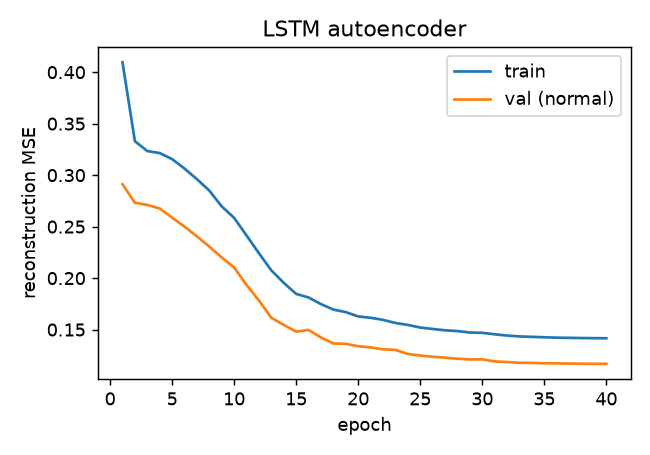 LSTM autoencoder
train
val (normal)
reconstruction MSE
0.40
0.35
0.30
0.25
0.20
0.15
0 5 10 15 20 25 30 35 40
epoch